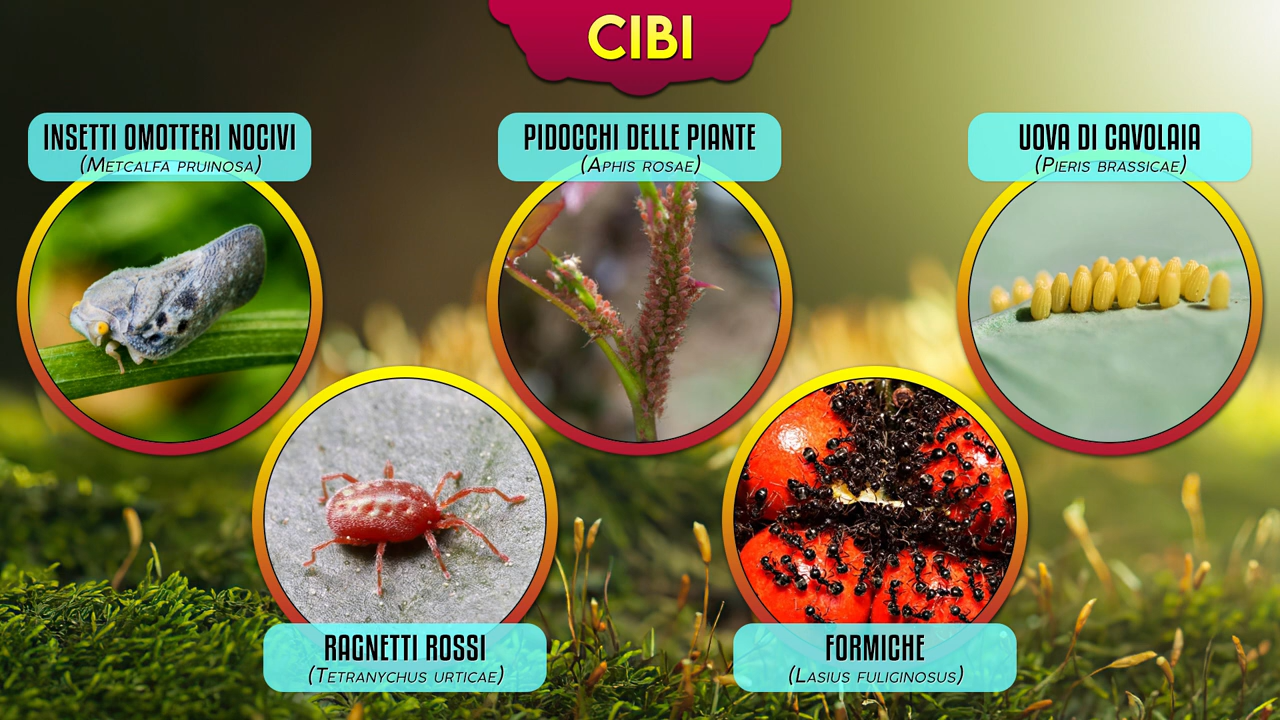 CIBI
INSETTI OMOTTERI NOCIVI
(Metcalfa pruinosa)
PIDOCCHI DELLE PIANTE
(Aphis rosae)
UOVA DI CAVOLAIA
(Pieris brassicae)
RAGNETTI ROSSI
(Tetranychus urticae)
FORMICHE
(Lasius fuliginosus)